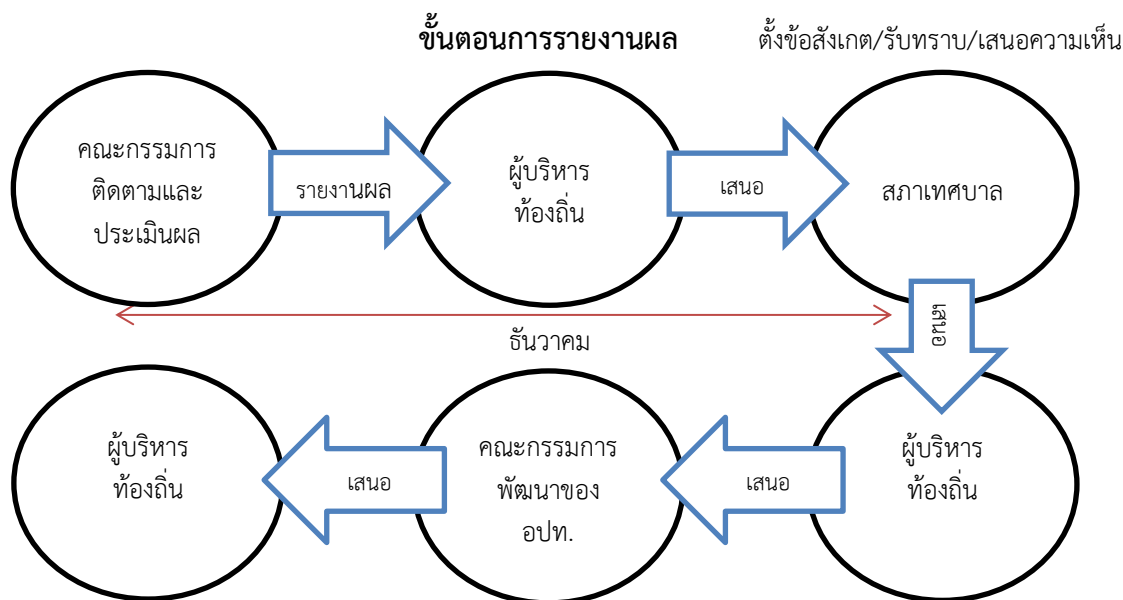 ขั้นตอนการรายงานผล
ตั้งข้อสังเกต/รับทราบ/เสนอความเห็น
คณะกรรมการ
ติดตามและ
ประเมินผล
รายงานผล
ผู้บริหาร
ท้องถิ่น
เสนอ
สภาเทศบาล
ธันวาคม
เสนอ
ผู้บริหาร
ท้องถิ่น
เสนอ
คณะกรรมการ
พัฒนาของ
อปท.
เสนอ
ผู้บริหาร
ท้องถิ่น